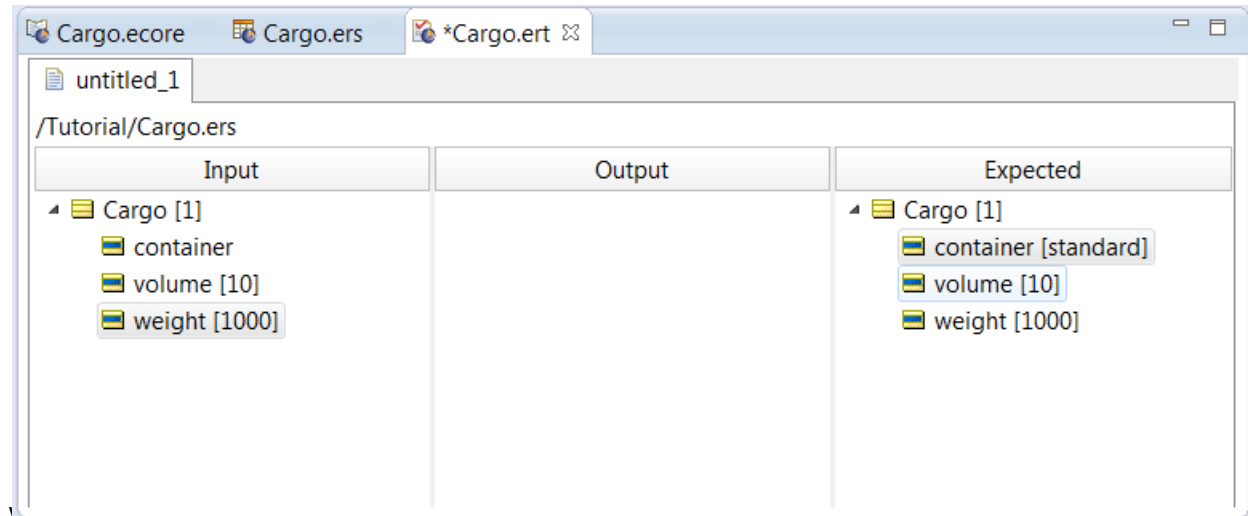 Cargo.ecore Cargo.ers *Cargo.ert
untitled_1
/Tutorial/Cargo.ers
Input Output Expected
Cargo [1] Cargo [1]
container container [standard]
volume [10] volume [10]
weight [1000] weight [1000]